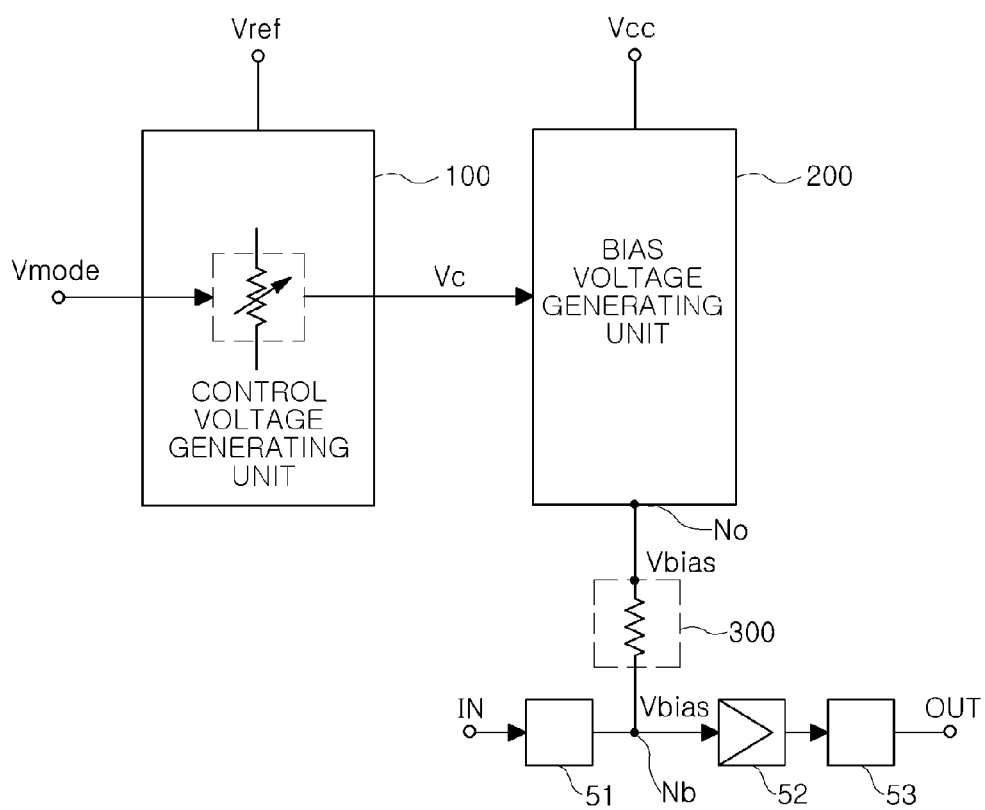 Vref
Vcc
100
200
Vmode
Vc
BIAS
VOLTAGE
GENERATING
UNIT
CONTROL
VOLTAGE
GENERATING
UNIT
No
Vbias
300
IN
Vbias
OUT
51
Nb
52
53